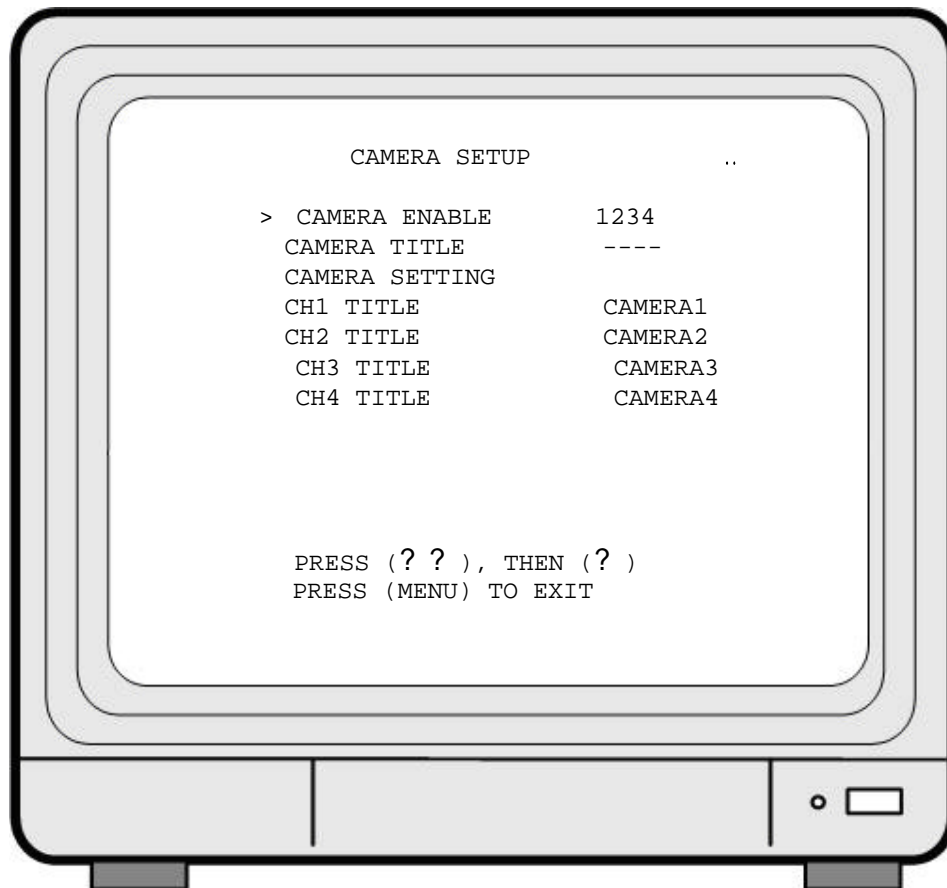 CAMERA SETUP ..
> CAMERA ENABLE 1234
CAMERA TITLE ----
CAMERA SETTING
CH1 TITLE CAMERA1
CH2 TITLE CAMERA2
CH3 TITLE CAMERA3
CH4 TITLE CAMERA4
PRESS (? ? ), THEN (? )
PRESS (MENU) TO EXIT